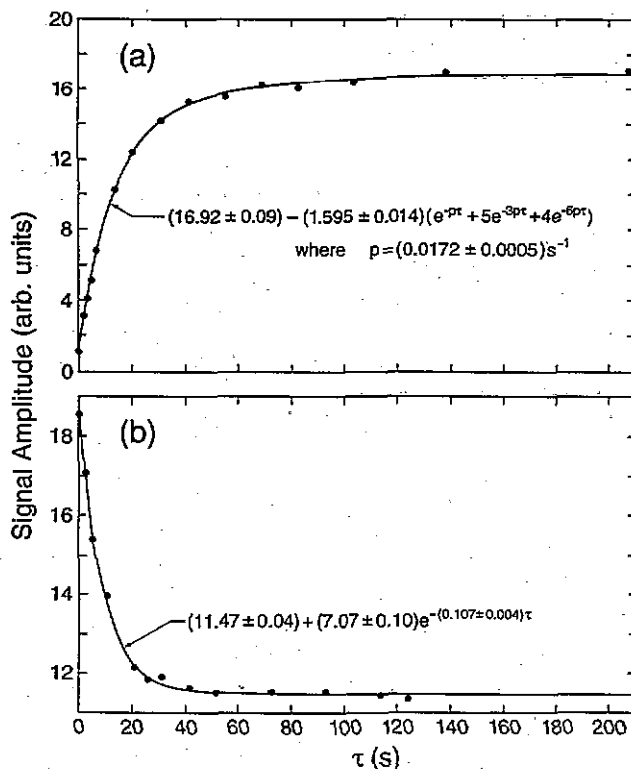 20
(a)
16
12
8
4
0
(16.92 ± 0.09) – (1.595 ± 0.014)(e^-pτ + 5e^-3pτ + 4e^-6pτ)
where p=(0.0172 ± 0.0005)s⁻¹
Signal Amplitude (arb. units)
(b)
18
16
14
12
(11.47 ± 0.04) + (7.07 ± 0.10)e^-(0.107±0.004)τ
0 20 40 60 80 100 120 140 160 180 200
τ (s)